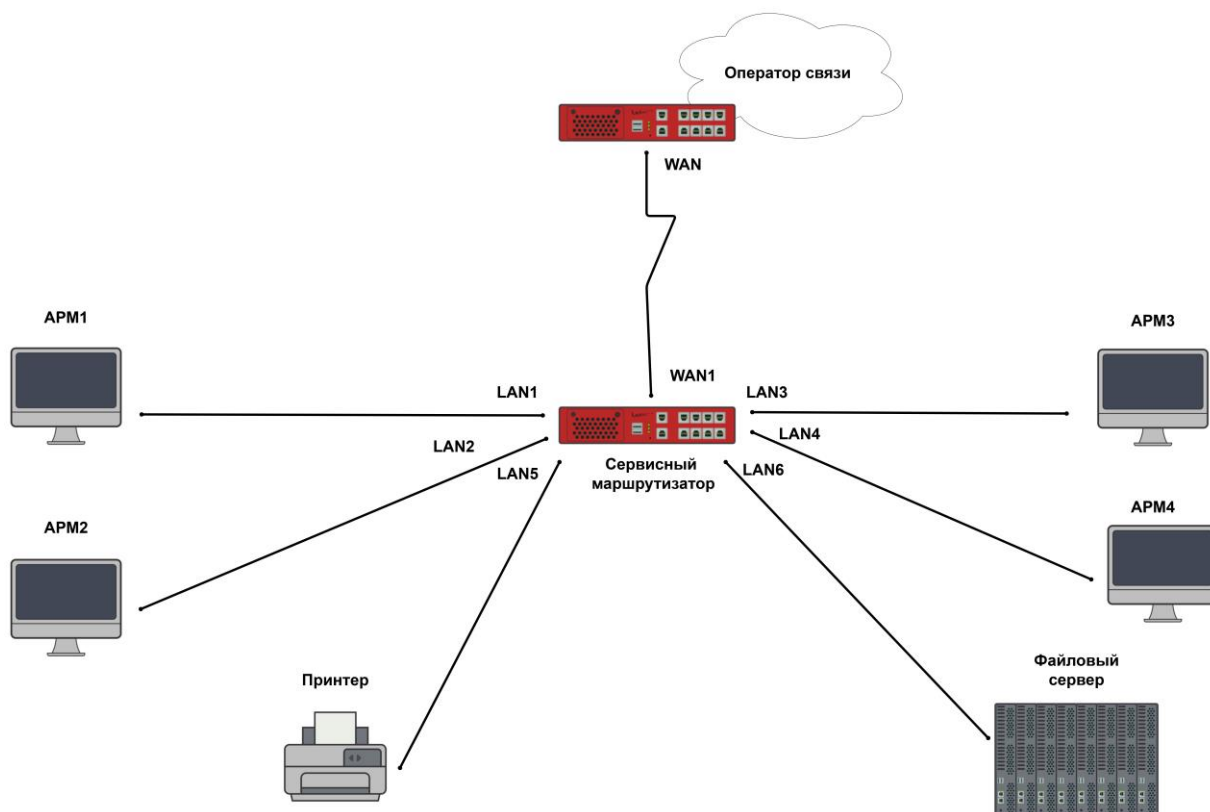 Оператор связи
WAN
АРМ1
АРМ3
WAN1
LAN1
LAN3
LAN2
LAN4
LAN5
LAN6
Сервисный
маршрутизатор
АРМ2
АРМ4
Принтер
Файловый
сервер